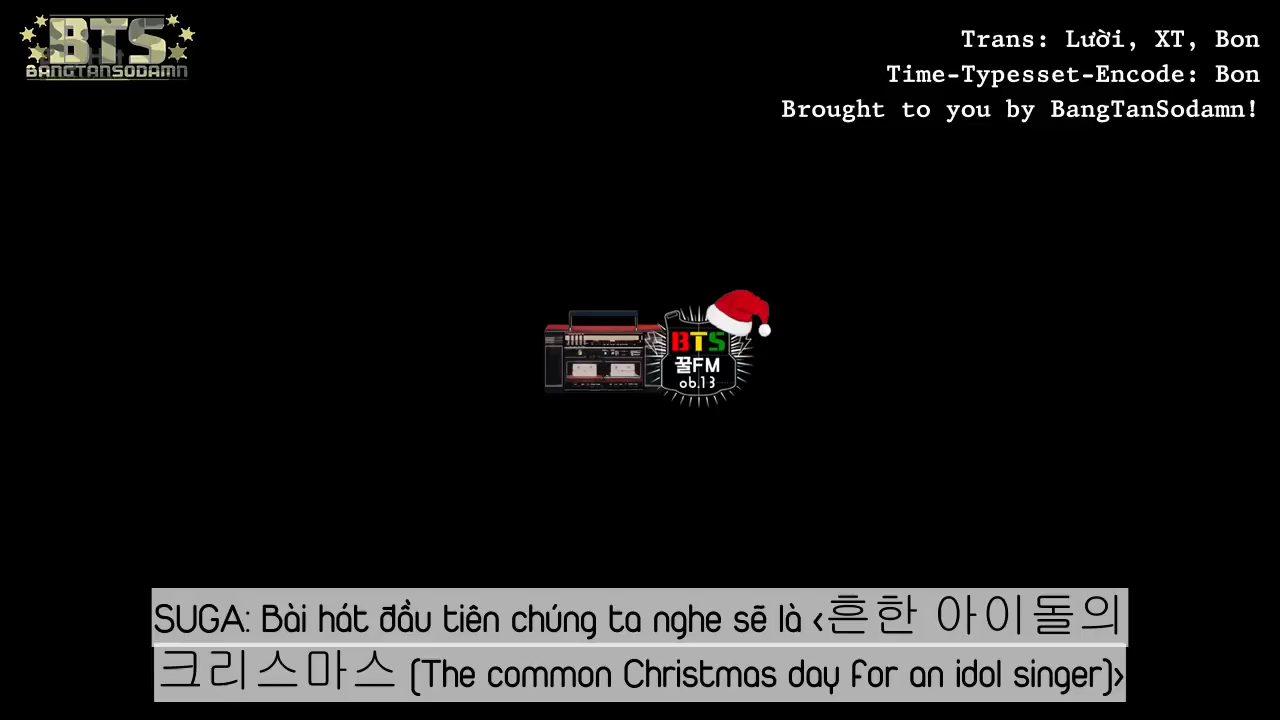 BTS
BANGTANSODAMN
Trans: Lười, XT, Bon
Time-Typesset-Encode: Bon
Brought to you by BangTanSodamn!
BTS
꿀FM
06.13
SUGA: Bài hát đầu tiên chúng ta nghe sẽ là <흔한 아이돌의
크리스마스 (The common Christmas day for an idol singer)>